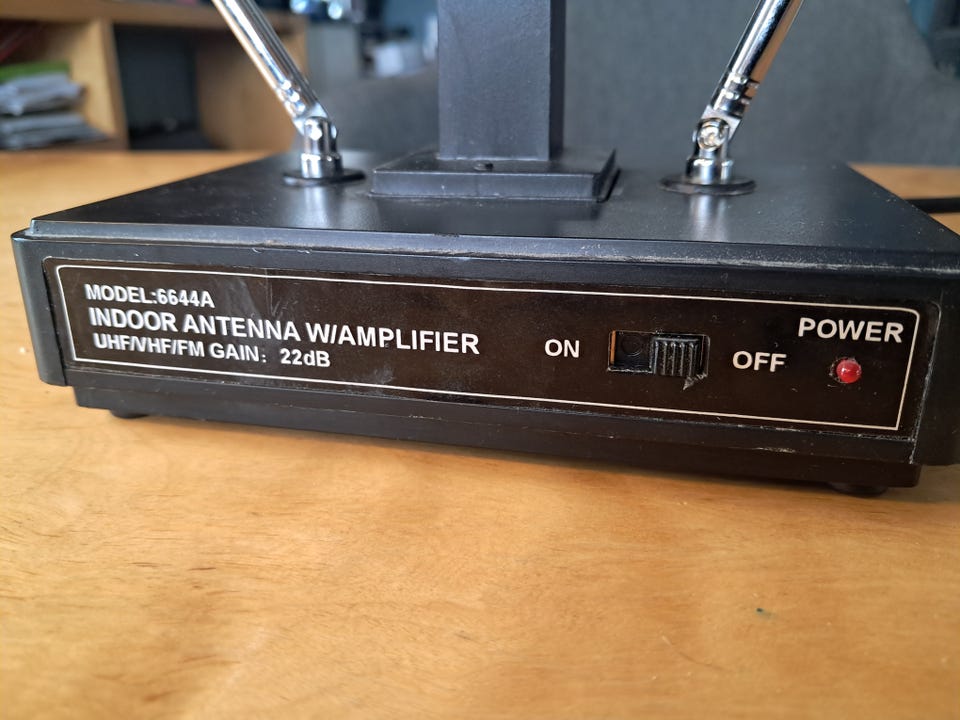 MODEL:6644A
INDOOR ANTENNA W/AMPLIFIER
UHF/VHF/FM GAIN: 22dB
ON
OFF
POWER